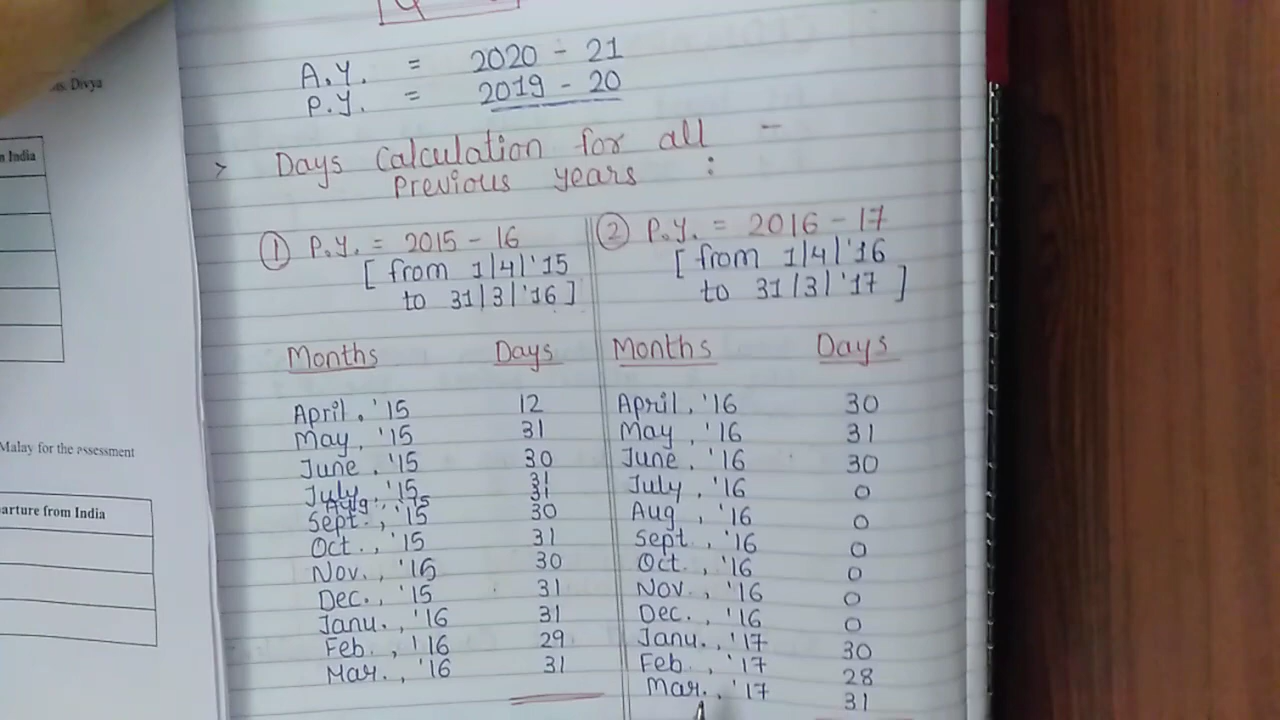 s. Divya
n India
Malay for the assessment
arture from India
A.Y. = 2020 - 21
P.Y. = 2019 - 20
> Days Calculation for all -
Previous years :
① P.Y. = 2015 - 16
[ from 1/4/'15
to 31/3/'16 ]
Months Days
April. '15 12
May, '15 31
June, '15 30
July, '15 31
Aug., '15 31
Sept., '15 30
Oct., '15 31
Nov., '15 30
Dec., '15 31
Janu., '16 31
Feb., '16 29
Mar., '16 31
② P.Y. = 2016 - 17
[ from 1/4/'16
to 31/3/'17 ]
Months Days
April, '16 30
May, '16 31
June, '16 30
July, '16 0
Aug, '16 0
Sept., '16 0
Oct., '16 0
Nov., '16 0
Dec., '16 0
Janu., '17 30
Feb., '17 28
Mar., '17 31